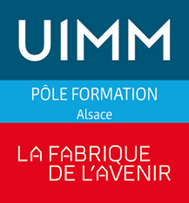 UIMM
PÔLE FORMATION
Alsace
LA FABRIQUE
DE L'AVENIR